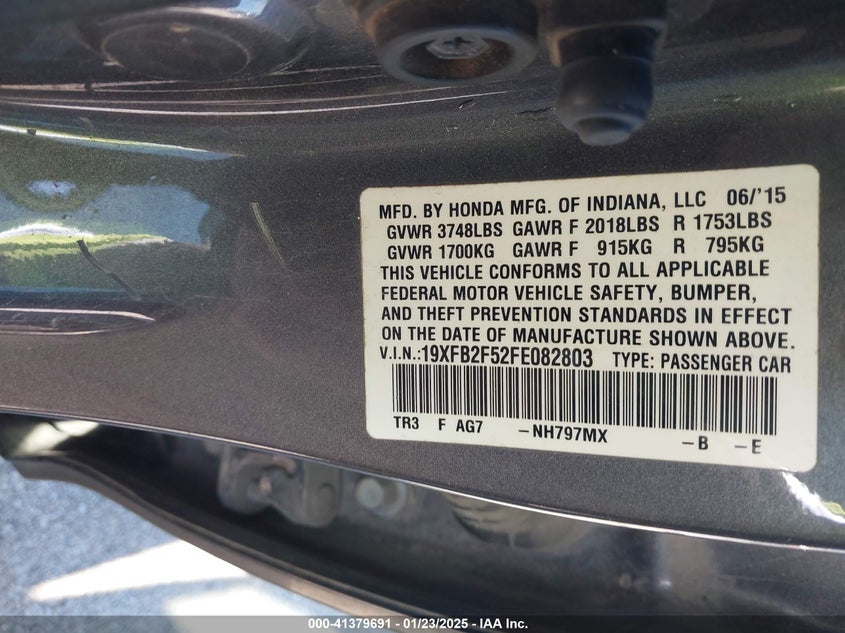 MFD. BY HONDA MFG. OF INDIANA, LLC 06/'15
GVWR 3748LBS GAWR F 2018LBS R 1753LBS
GVWR 1700KG GAWR F 915KG R 795KG
THIS VEHICLE CONFORMS TO ALL APPLICABLE
FEDERAL MOTOR VEHICLE SAFETY, BUMPER,
AND THEFT PREVENTION STANDARDS IN EFFECT
ON THE DATE OF MANUFACTURE SHOWN ABOVE.
V.I.N.:19XFB2F52FE082803 TYPE: PASSENGER CAR
TR3 F AG7 –NH797MX –B –E
000-41379691 - 01/23/2025 - IAA Inc.